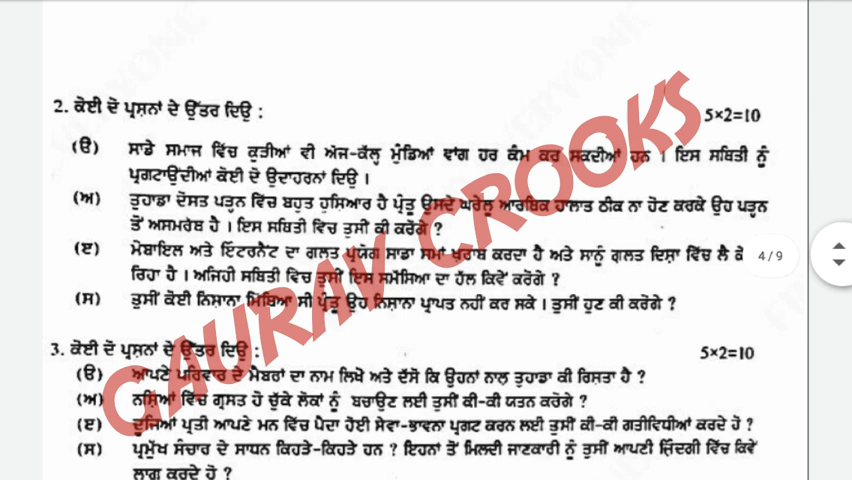 2. ਕੋਈ ਦੋ ਪ੍ਰਸ਼ਨਾਂ ਦੇ ਉੱਤਰ ਦਿਉ : 5×2=10
(ੳ) ਸਾਡੇ ਸਮਾਜ ਵਿੱਚ ਕੁੜੀਆਂ ਵੀ ਅੱਜ-ਕੱਲ੍ਹ ਮੁੰਡਿਆਂ ਵਾਂਗ ਹਰ ਕੰਮ ਕਰ ਸਕਦੀਆਂ ਹਨ । ਇਸ ਸਥਿਤੀ ਨੂੰ
ਪ੍ਰਗਟਾਉਂਦੀਆਂ ਕੋਈ ਦੋ ਉਦਾਹਰਨਾਂ ਦਿਉ ।
(ਅ) ਤੁਹਾਡਾ ਦੋਸਤ ਪੜ੍ਹਨ ਵਿੱਚ ਬਹੁਤ ਹੁਸ਼ਿਆਰ ਹੈ ਪ੍ਰੰਤੂ ਉਸਦੇ ਘਰੇਲੂ ਆਰਥਿਕ ਹਾਲਾਤ ਠੀਕ ਨਾ ਹੋਣ ਕਰਕੇ ਉਹ ਪੜ੍ਹਨ
ਤੋਂ ਅਸਮਰੱਥ ਹੈ । ਇਸ ਸਥਿਤੀ ਵਿੱਚ ਤੁਸੀਂ ਕੀ ਕਰੋਗੇ ?
(ੲ) ਮੋਬਾਇਲ ਅਤੇ ਇੰਟਰਨੈੱਟ ਦਾ ਗਲਤ ਪ੍ਰਯੋਗ ਸਾਡਾ ਸਮਾਂ ਖਰਾਬ ਕਰਦਾ ਹੈ ਅਤੇ ਸਾਨੂੰ ਗਲਤ ਦਿਸ਼ਾ ਵਿੱਚ ਲੈ ਕੇ 4/9
ਰਿਹਾ ਹੈ । ਅਜਿਹੀ ਸਥਿਤੀ ਵਿਚ ਤੁਸੀਂ ਇਸ ਸਮੱਸਿਆ ਦਾ ਹੱਲ ਕਿਵੇਂ ਕਰੋਗੇ ?
(ਸ) ਤੁਸੀਂ ਕੋਈ ਨਿਸ਼ਾਨਾ ਮਿੱਥਿਆ ਸੀ ਪ੍ਰੰਤੂ ਉਹ ਨਿਸ਼ਾਨਾ ਪ੍ਰਾਪਤ ਨਹੀਂ ਕਰ ਸਕੇ । ਤੁਸੀਂ ਹੁਣ ਕੀ ਕਰੋਗੇ ?
3. ਕੋਈ ਦੋ ਪ੍ਰਸ਼ਨਾਂ ਦੇ ਉੱਤਰ ਦਿਉ : 5×2=10
(ੳ) ਆਪਣੇ ਪਰਿਵਾਰ ਦੇ ਮੈਂਬਰਾਂ ਦਾ ਨਾਮ ਲਿਖੋ ਅਤੇ ਦੱਸੋ ਕਿ ਉਹਨਾਂ ਨਾਲ ਤੁਹਾਡਾ ਕੀ ਰਿਸ਼ਤਾ ਹੈ ?
(ਅ) ਨਸ਼ਿਆਂ ਵਿੱਚ ਗ੍ਰਸਤ ਹੋ ਚੁੱਕੇ ਲੋਕਾਂ ਨੂੰ ਬਚਾਉਣ ਲਈ ਤੁਸੀਂ ਕੀ-ਕੀ ਯਤਨ ਕਰੋਗੇ ?
(ੲ) ਦੂਜਿਆਂ ਪ੍ਰਤੀ ਆਪਣੇ ਮਨ ਵਿੱਚ ਪੈਦਾ ਹੋਈ ਸੇਵਾ-ਭਾਵਨਾ ਪ੍ਰਗਟ ਕਰਨ ਲਈ ਤੁਸੀਂ ਕੀ-ਕੀ ਗਤੀਵਿਧੀਆਂ ਕਰਦੇ ਹੋ ?
(ਸ) ਪ੍ਰਮੁੱਖ ਸੰਚਾਰ ਦੇ ਸਾਧਨ ਕਿਹੜੇ-ਕਿਹੜੇ ਹਨ ? ਇਹਨਾਂ ਤੋਂ ਮਿਲਦੀ ਜਾਣਕਾਰੀ ਨੂੰ ਤੁਸੀਂ ਆਪਣੀ ਜ਼ਿੰਦਗੀ ਵਿੱਚ ਕਿਵੇਂ
ਲਾਗੂ ਕਰਦੇ ਹੋ ?
GAURAV CROOKS